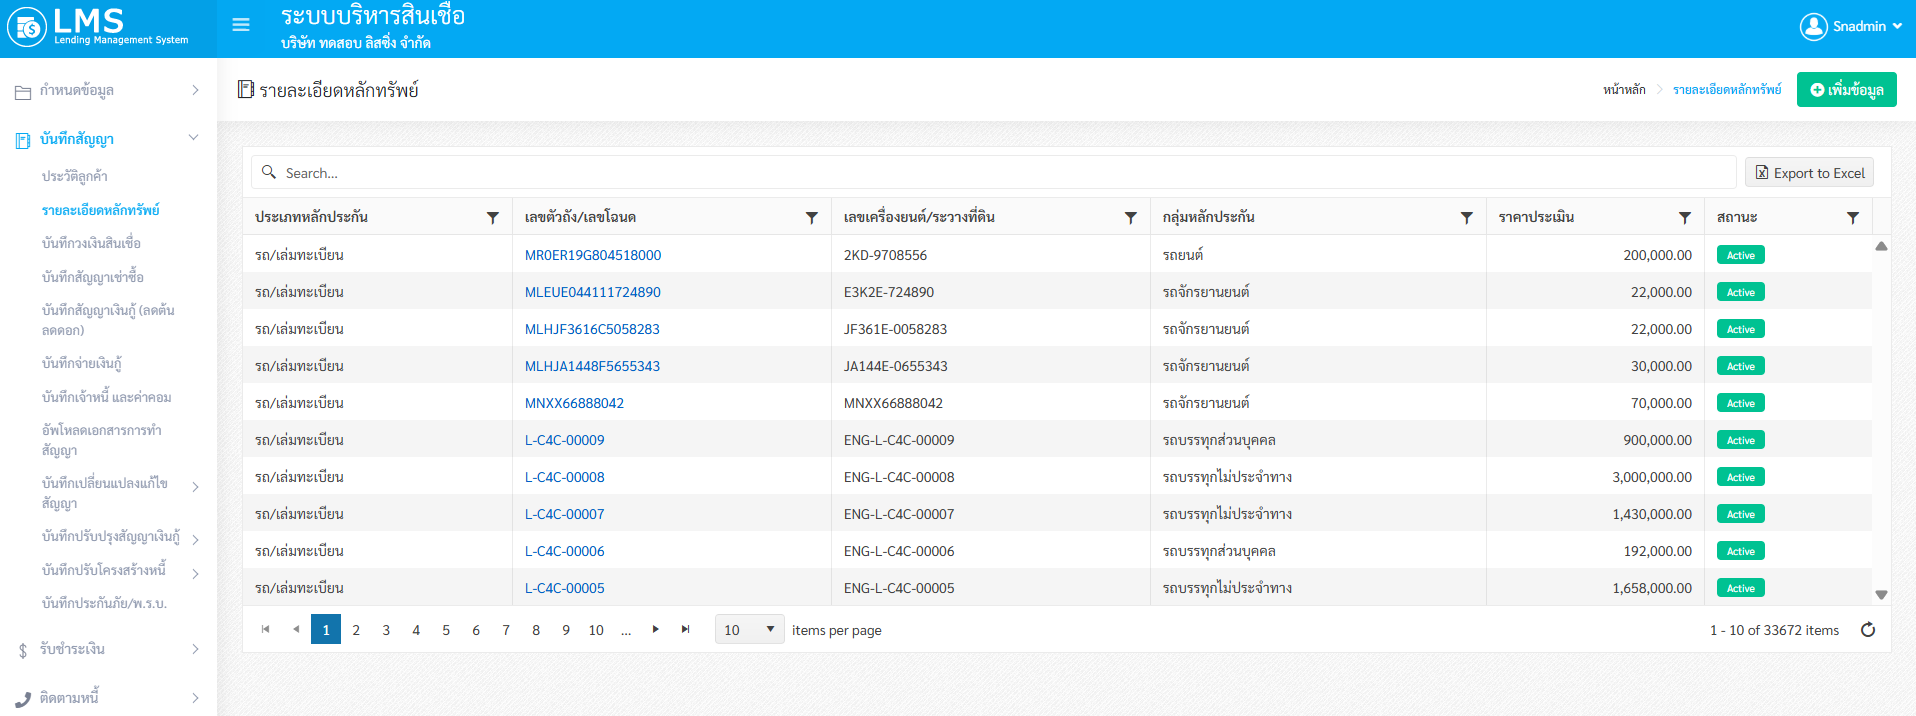 LMS
Lending Management System
ระบบบริหารสินเชื่อ
บริษัท ทดสอบ ลิสซิ่ง จำกัด
Snadmin
กำหนดข้อมูล
บันทึกสัญญา
ประวัติลูกค้า
รายละเอียดหลักทรัพย์
บันทึกวงเงินสินเชื่อ
บันทึกสัญญาเช่าซื้อ
บันทึกสัญญาเงินกู้ (ลดต้น
ลดดอก)
บันทึกจ่ายเงินกู้
บันทึกเจ้าหนี้ และค่าคอม
อัพโหลดเอกสารการทำ
สัญญา
บันทึกเปลี่ยนแปลงแก้ไข
สัญญา
บันทึกปรับปรุงสัญญาเงินกู้
บันทึกปรับโครงสร้างหนี้
บันทึกประกันภัย/พ.ร.บ.
รับชำระเงิน
ติดตามหนี้
รายละเอียดหลักทรัพย์
หน้าหลัก รายละเอียดหลักทรัพย์ เพิ่มข้อมูล
Search... Export to Excel
ประเภทหลักประกัน เลขตัวถัง/เลขโฉนด เลขเครื่องยนต์/ระวางที่ดิน กลุ่มหลักประกัน ราคาประเมิน สถานะ
รถ/เล่มทะเบียน MR0ER19G804518000 2KD-9708556 รถยนต์ 200,000.00 Active
รถ/เล่มทะเบียน MLEUE044111724890 E3K2E-724890 รถจักรยานยนต์ 22,000.00 Active
รถ/เล่มทะเบียน MLHJF3616C5058283 JF361E-0058283 รถจักรยานยนต์ 22,000.00 Active
รถ/เล่มทะเบียน MLHJA1448F5655343 JA144E-0655343 รถจักรยานยนต์ 30,000.00 Active
รถ/เล่มทะเบียน MNXX66888042 MNXX66888042 รถจักรยานยนต์ 70,000.00 Active
รถ/เล่มทะเบียน L-C4C-00009 ENG-L-C4C-00009 รถบรรทุกส่วนบุคคล 900,000.00 Active
รถ/เล่มทะเบียน L-C4C-00008 ENG-L-C4C-00008 รถบรรทุกไม่ประจำทาง 3,000,000.00 Active
รถ/เล่มทะเบียน L-C4C-00007 ENG-L-C4C-00007 รถบรรทุกไม่ประจำทาง 1,430,000.00 Active
รถ/เล่มทะเบียน L-C4C-00006 ENG-L-C4C-00006 รถบรรทุกส่วนบุคคล 192,000.00 Active
รถ/เล่มทะเบียน L-C4C-00005 ENG-L-C4C-00005 รถบรรทุกไม่ประจำทาง 1,658,000.00 Active
1 2 3 4 5 6 7 8 9 10 ... 10 items per page 1 - 10 of 33672 items